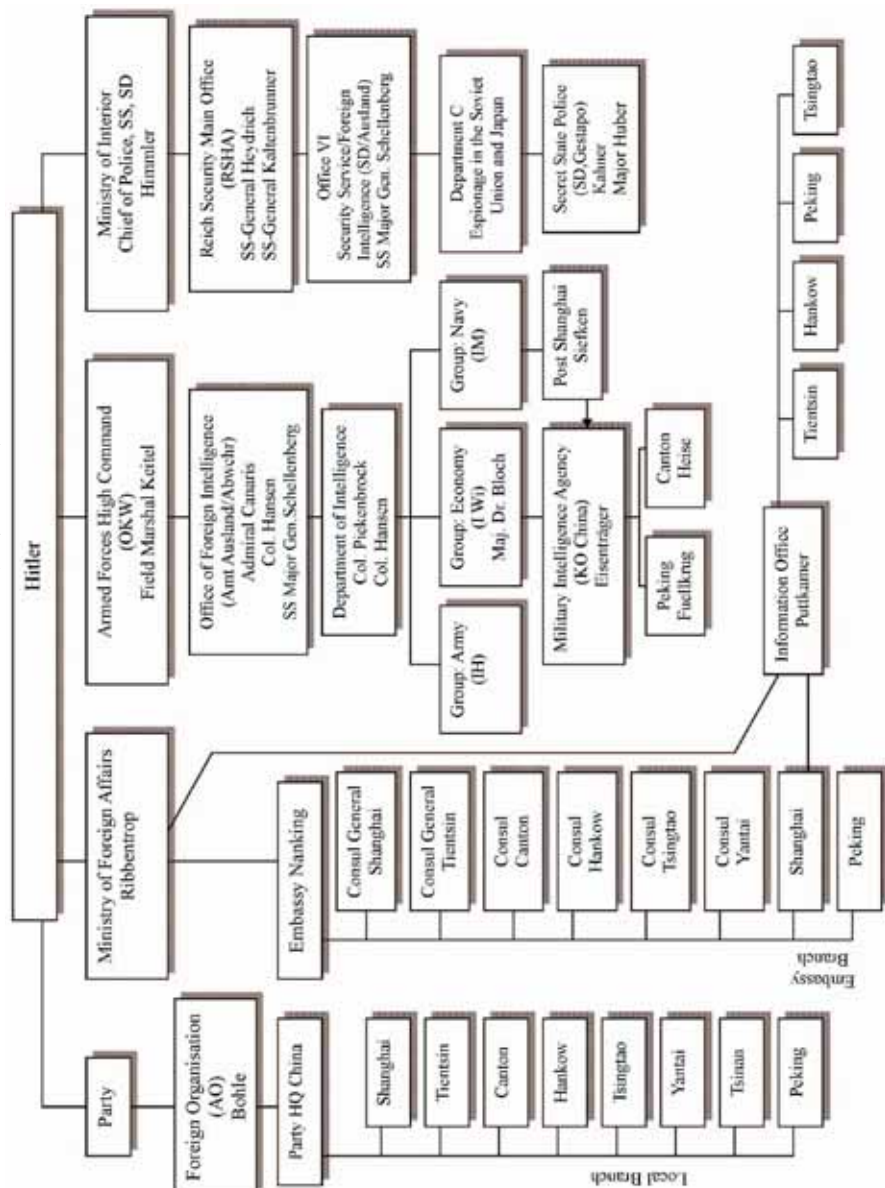 Hitler
Party
Foreign Organisation
(AO)
Bohle
Party HQ China
Shanghai
Tientsin
Canton
Hankow
Tsingtao
Yantai
Tsinan
Peking
Local Branch
Ministry of Foreign Affairs
Ribbentrop
Embassy Nanking
Consul General
Shanghai
Consul General
Tientsin
Consul
Canton
Consul
Hankow
Consul
Tsingtao
Consul
Yantai
Shanghai
Peking
Embassy
Branch
Armed Forces High Command
(OKW)
Field Marshal Keitel
Office of Foreign Intelligence
(Amt Ausland/Abwehr)
Admiral Canaris
Col. Hansen
SS Major Gen.Schellenberg
Department of Intelligence
Col. Pickenbrock
Col. Hansen
Group: Army
(IH)
Group: Economy
(I Wi)
Maj. Dr. Bloch
Group: Navy
(IM)
Military Intelligence Agency
(KO China)
Eisenträger
Post Shanghai
Siefken
Peking
Fuellkrug
Canton
Heise
Information Office
Puttkamer
Tientsin
Hankow
Peking
Tsingtao
Ministry of Interior
Chief of Police, SS, SD
Himmler
Reich Security Main Office
(RSHA)
SS-General Heydrich
SS-General Kaltenbrunner
Office VI
Security Service/Foreign
Intelligence (SD/Ausland)
SS Major Gen. Schellenberg
Department C
Espionage in the Soviet
Union and Japan
Secret State Police
(SD,Gestapo)
Kahner
Major Huber